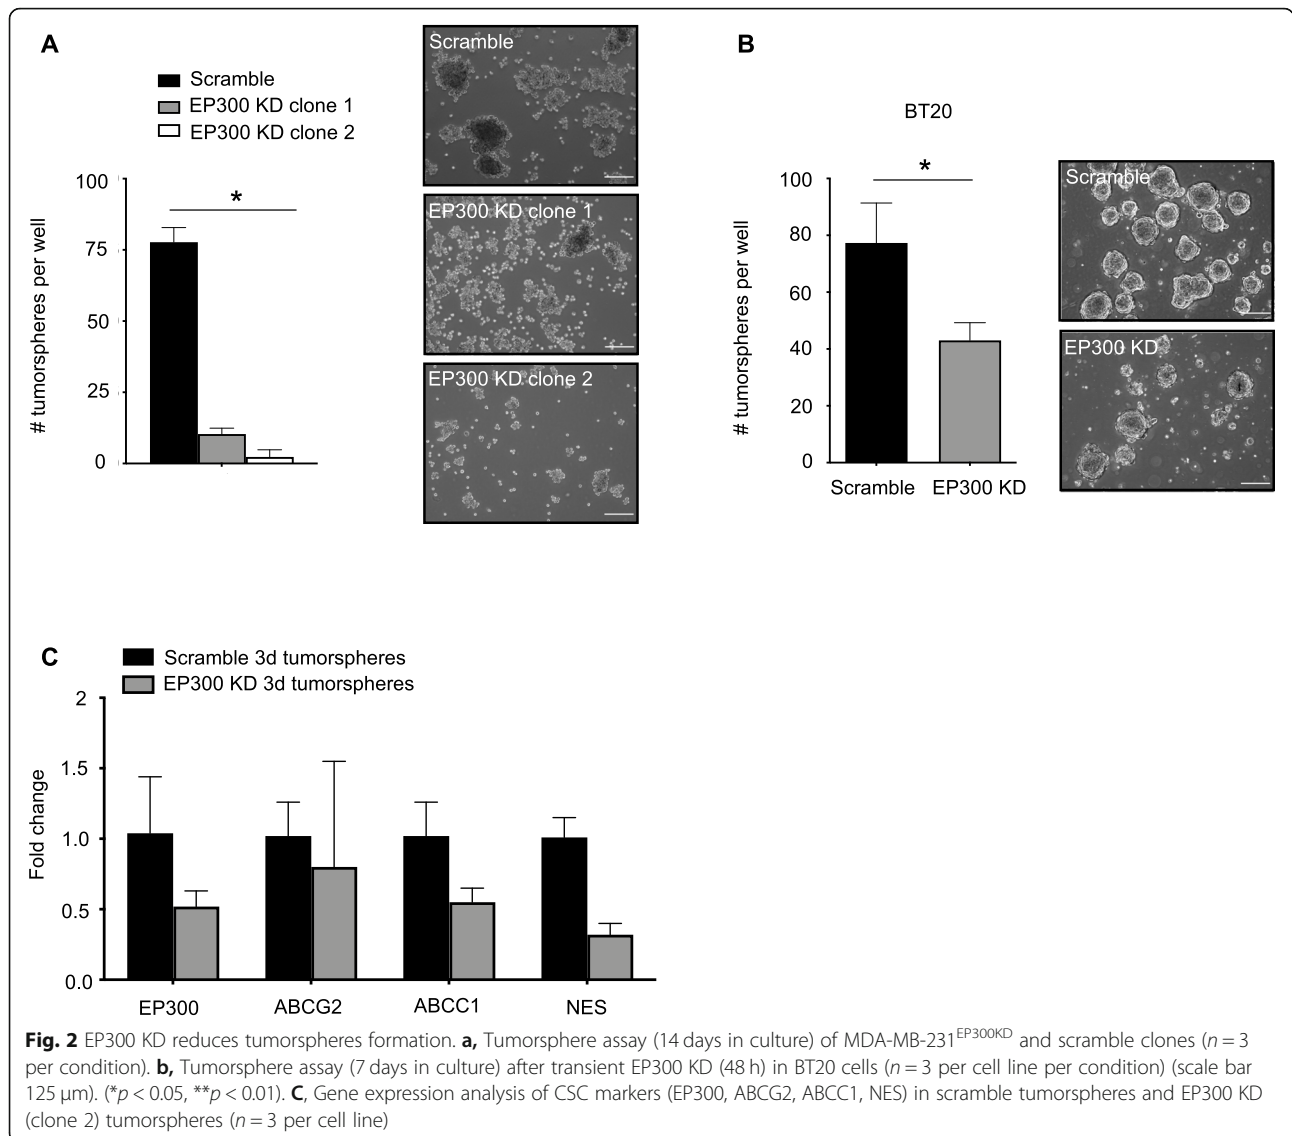 A
Scramble
EP300 KD clone 1
EP300 KD clone 2
# tumorspheres per well
100
75
50
25
0
*
Scramble
EP300 KD clone 1
EP300 KD clone 2
B
BT20
# tumorspheres per well
100
80
60
40
20
0
*
Scramble EP300 KD
Scramble
EP300 KD
C
Scramble 3d tumorspheres
EP300 KD 3d tumorspheres
Fold change
2
1.5
1.0
0.5
0.0
EP300 ABCG2 ABCC1 NES
Fig. 2 EP300 KD reduces tumorspheres formation. a, Tumorsphere assay (14 days in culture) of MDA-MB-231EP300KD and scramble clones (n = 3
per condition). b, Tumorsphere assay (7 days in culture) after transient EP300 KD (48 h) in BT20 cells (n = 3 per cell line per condition) (scale bar
125 μm). (*p < 0.05, **p < 0.01). C, Gene expression analysis of CSC markers (EP300, ABCG2, ABCC1, NES) in scramble tumorspheres and EP300 KD
(clone 2) tumorspheres (n = 3 per cell line)